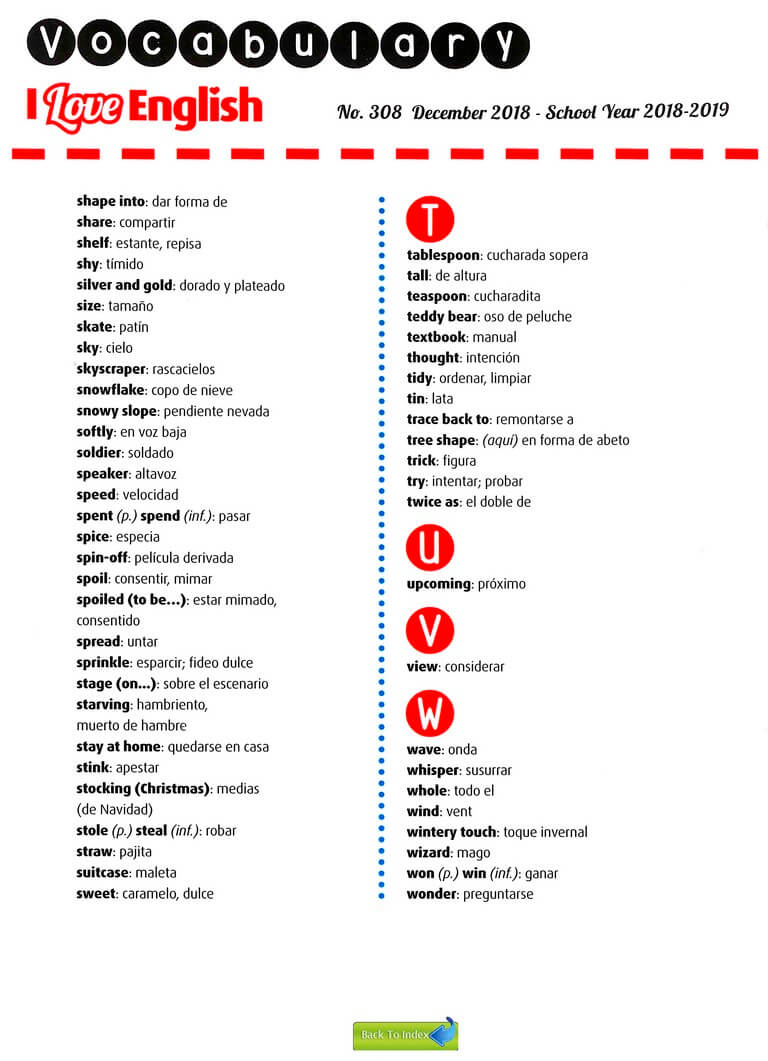 Vocabulary
I Love English
No. 308 December 2018 - School Year 2018-2019
shape into: dar forma de
share: compartir
shelf: estante, repisa
shy: tímido
silver and gold: dorado y plateado
size: tamaño
skate: patín
sky: cielo
skyscraper: rascacielos
snowflake: copo de nieve
snowy slope: pendiente nevada
softly: en voz baja
soldier: soldado
speaker: altavoz
speed: velocidad
spent (p.) spend (inf.): pasar
spice: especia
spin-off: película derivada
spoil: consentir, mimar
spoiled (to be...): estar mimado,
consentido
spread: untar
sprinkle: esparcir; fideo dulce
stage (on...): sobre el escenario
starving: hambriento,
muerto de hambre
stay at home: quedarse en casa
stink: apestar
stocking (Christmas): medias
(de Navidad)
stole (p.) steal (inf.): robar
straw: pajita
suitcase: maleta
sweet: caramelo, dulce
T
tablespoon: cucharada sopera
tall: de altura
teaspoon: cucharadita
teddy bear: oso de peluche
textbook: manual
thought: intención
tidy: ordenar, limpiar
tin: lata
trace back to: remontarse a
tree shape: (aquí) en forma de abeto
trick: figura
try: intentar; probar
twice as: el doble de
U
upcoming: próximo
V
view: considerar
W
wave: onda
whisper: susurrar
whole: todo el
wind: vent
wintery touch: toque invernal
wizard: mago
won (p.) win (inf.): ganar
wonder: preguntarse
Back To Index